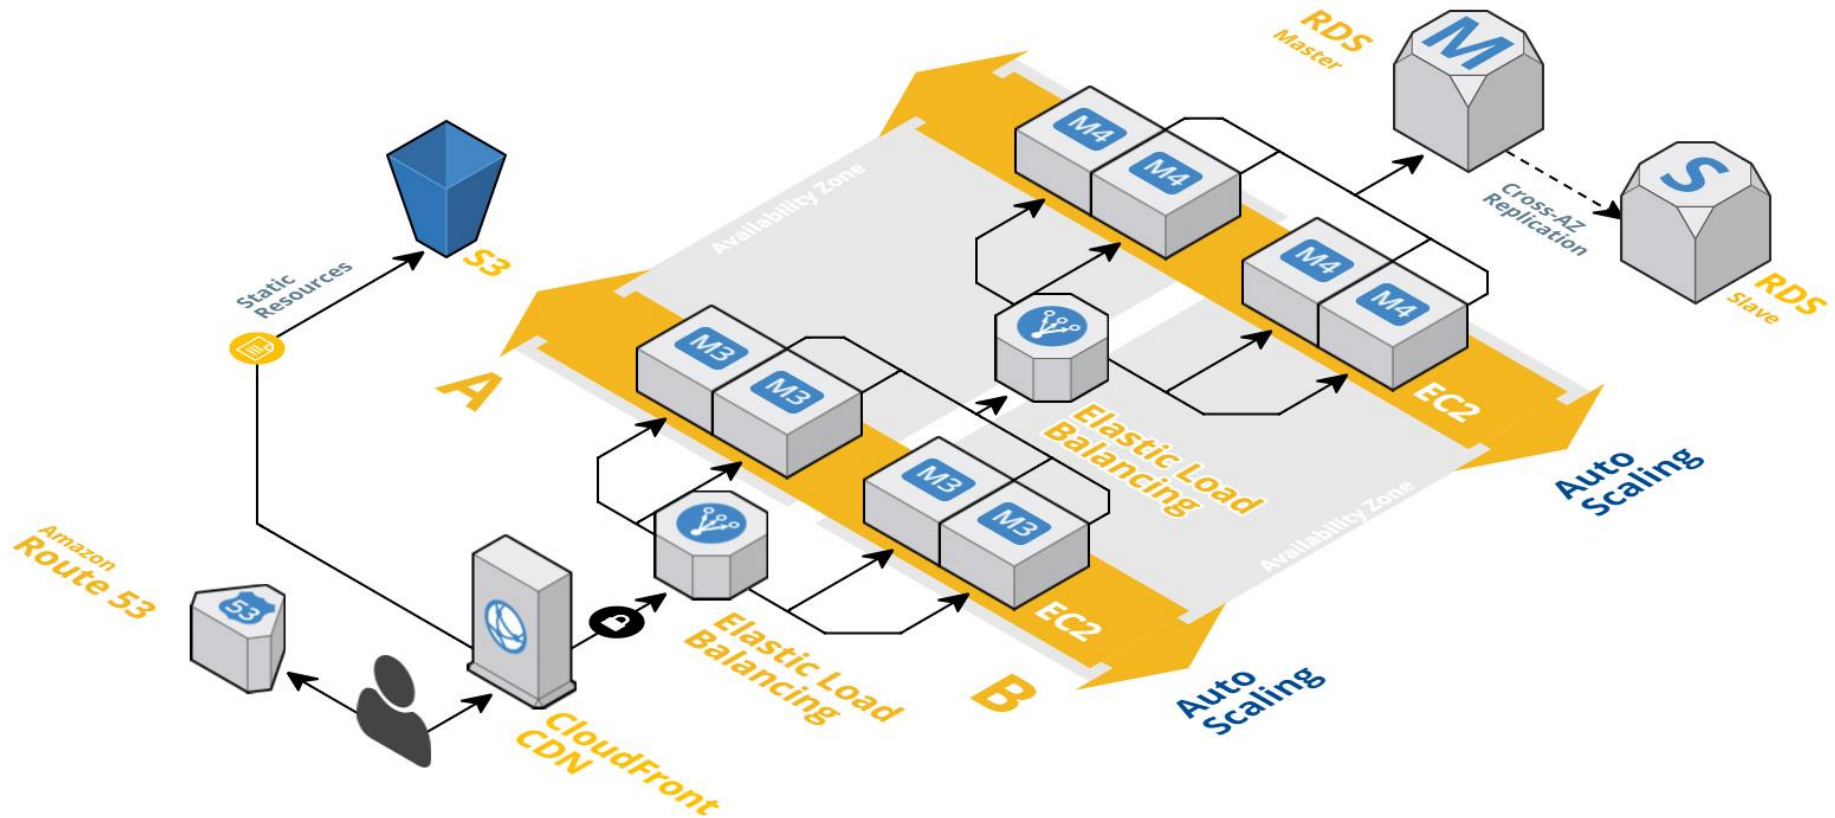 RDS
Master
M
S
Cross-AZ
Replication
RDS
Slave
M4
M4
M4
M4
Availability Zone
S3
Static
Resources
A
M3
M3
M3
M3
EC2
Elastic Load
Balancing
Auto
Scaling
Availability Zone
Amazon
Route 53
53
EC2
Elastic Load
Balancing
B
Auto
Scaling
CloudFront
CDN